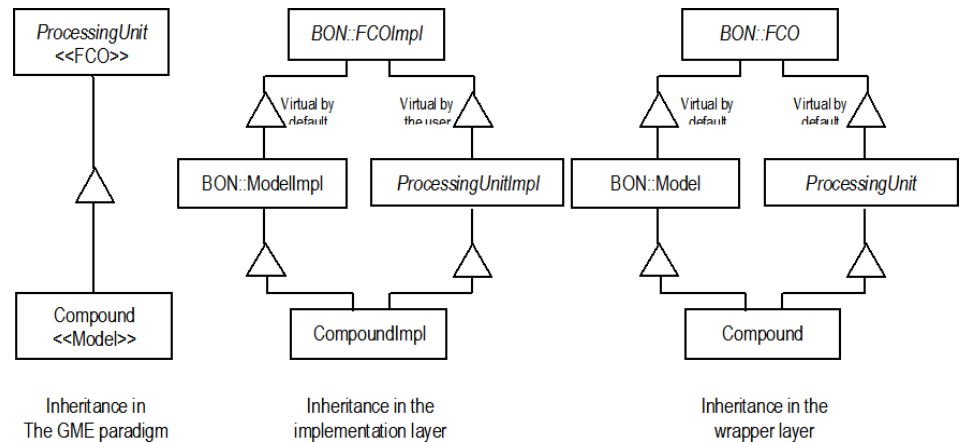 ProcessingUnit
<<FCO>>
Compound
<<Model>>
Inheritance in
The GME paradigm
BON::FCOImpl
Virtual by
default
Virtual by
the user
BON::ModelImpl
ProcessingUnitImpl
CompoundImpl
Inheritance in the
implementation layer
BON::FCO
Virtual by
default
Virtual by
default
BON::Model
ProcessingUnit
Compound
Inheritance in the
wrapper layer